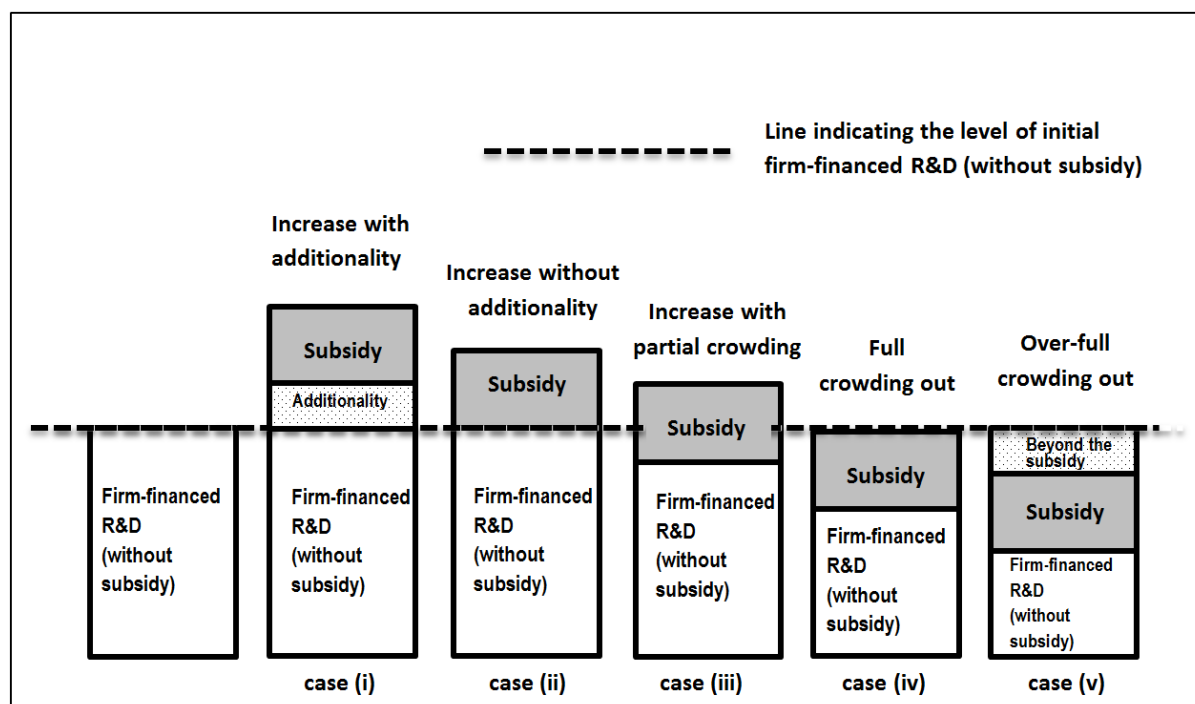 Line indicating the level of initial
firm-financed R&D (without subsidy)
Increase with
additionality
Increase without
additionality
Increase with
partial crowding
Full
crowding out
Over-full
crowding out
Subsidy
Additionality
Subsidy
Subsidy
Subsidy
Beyond the
subsidy
Subsidy
Firm-financed
R&D
(without
subsidy)
Firm-financed
R&D
(without
subsidy)
Firm-financed
R&D
(without
subsidy)
Firm-financed
R&D
(without
subsidy)
Firm-financed
R&D
(without
subsidy)
Firm-financed
R&D
(without
subsidy)
case (i)
case (ii)
case (iii)
case (iv)
case (v)